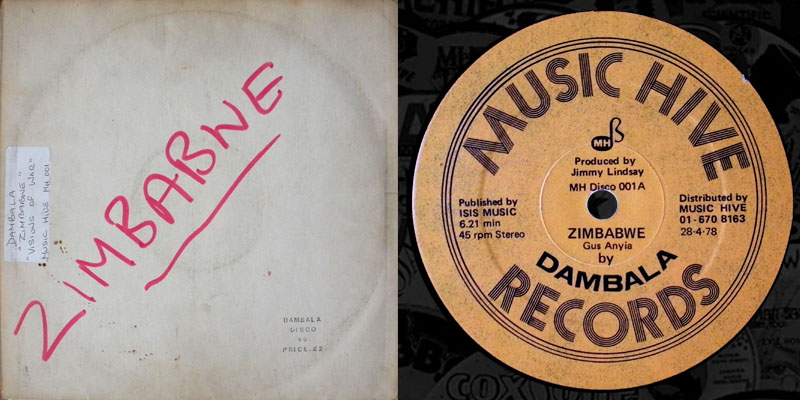 ZIMBABWE
DAMBALA
"ZIMBABWE"
"VISIONS OF WAR"
MUSIC HIVE MH 001
DAMBALA
DISCO
45
PRICE.£2
MUSIC HIVE
MH
Produced by
Jimmy Lindsay
MH Disco 001A
Published by
ISIS MUSIC
6.21 min
45 rpm Stereo
Distributed by
MUSIC HIVE
01-670 8163
28-4-78
ZIMBABWE
Gus Anyia
by
DAMBALA
RECORDS
COXSONE